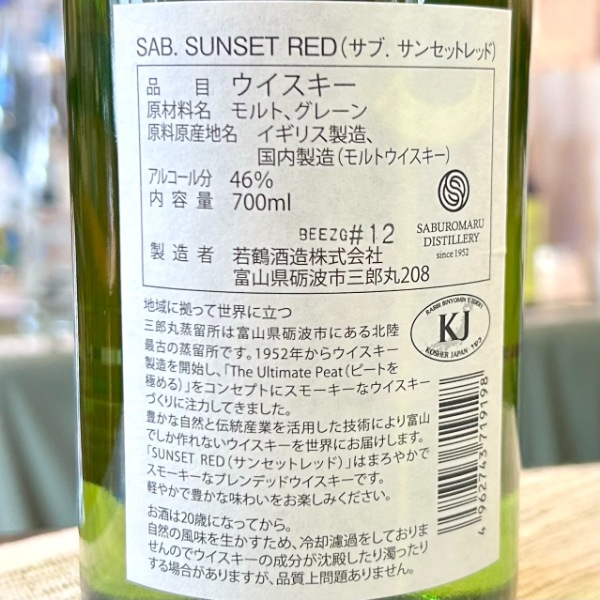 SAB. SUNSET RED(サブ. サンセットレッド)
品目 ウイスキー
原材料名 モルト、グレーン
原料原産地名 イギリス製造、
国内製造(モルトウイスキー)
アルコール分 46%
内容量 700ml
SABUROMARU
DISTILLERY
since 1952
BEEZG#12
製造者 若鶴酒造株式会社
富山県砺波市三郎丸208
地域に拠って世界に立つ
三郎丸蒸留所は富山県砺波市にある北陸
最古の蒸留所です。1952年からウイスキー
製造を開始し、「The Ultimate Peat(ピートを
極める)」をコンセプトにスモーキーなウイスキー
づくりに注力してきました。
豊かな自然と伝統産業を活用した技術により富山
でしか作れないウイスキーを世界にお届けします。
「SUNSET RED(サンセットレッド)」はまろやかで
スモーキーなブレンデッドウイスキーです。
軽やかで豊かな味わいをお楽しみください。
お酒は20歳になってから。
自然の風味を生かすため、冷却濾過をしておりま
せんのでウイスキーの成分が沈殿したり濁ったり
する場合がありますが、品質上問題ありません。
KJ
KOSHER JAPAN
4962743719198